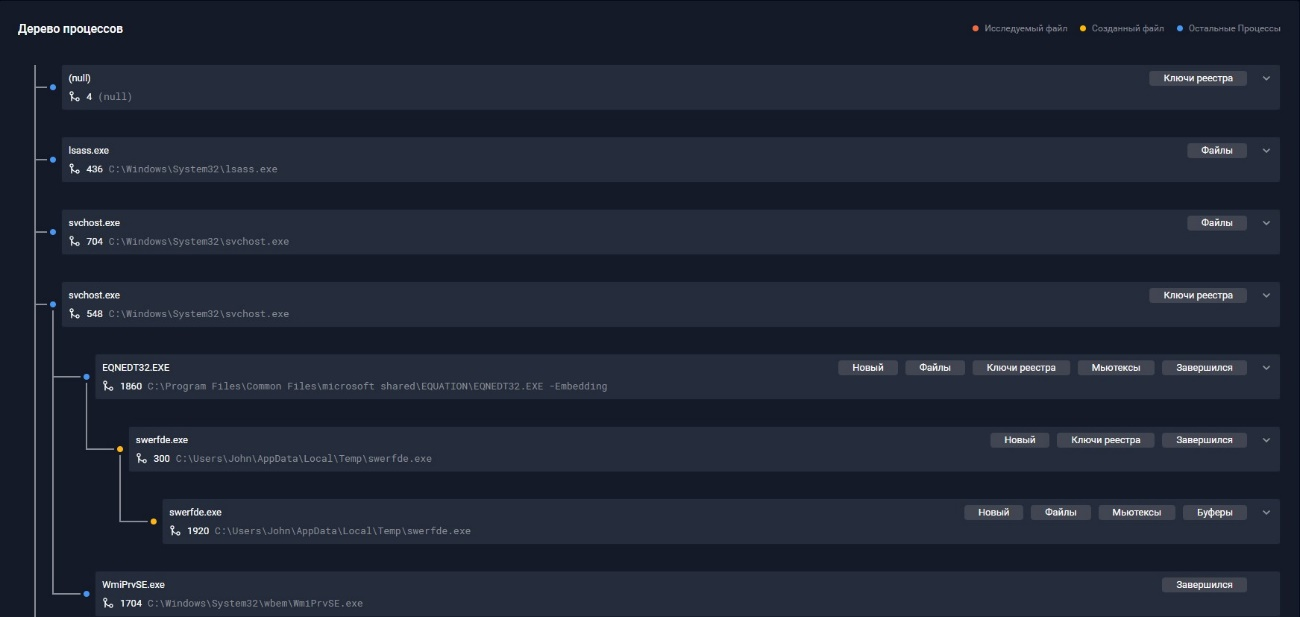 Дерево процессов
Исследуемый файл Созданный файл Остальные Процессы
(null) Ключи реестра
4 (null)
lsass.exe Файлы
436 C:\Windows\System32\lsass.exe
svchost.exe Файлы
704 C:\Windows\System32\svchost.exe
svchost.exe Ключи реестра
548 C:\Windows\System32\svchost.exe
EQNEDT32.EXE Новый Файлы Ключи реестра Мьютексы Завершился
1860 C:\Program Files\Common Files\microsoft shared\EQUATION\EQNEDT32.EXE -Embedding
swerfde.exe Новый Ключи реестра Завершился
300 C:\Users\John\AppData\Local\Temp\swerfde.exe
swerfde.exe Новый Файлы Мьютексы Буферы
1920 C:\Users\John\AppData\Local\Temp\swerfde.exe
WmiPrvSE.exe Завершился
1704 C:\Windows\System32\wbem\WmiPrvSE.exe